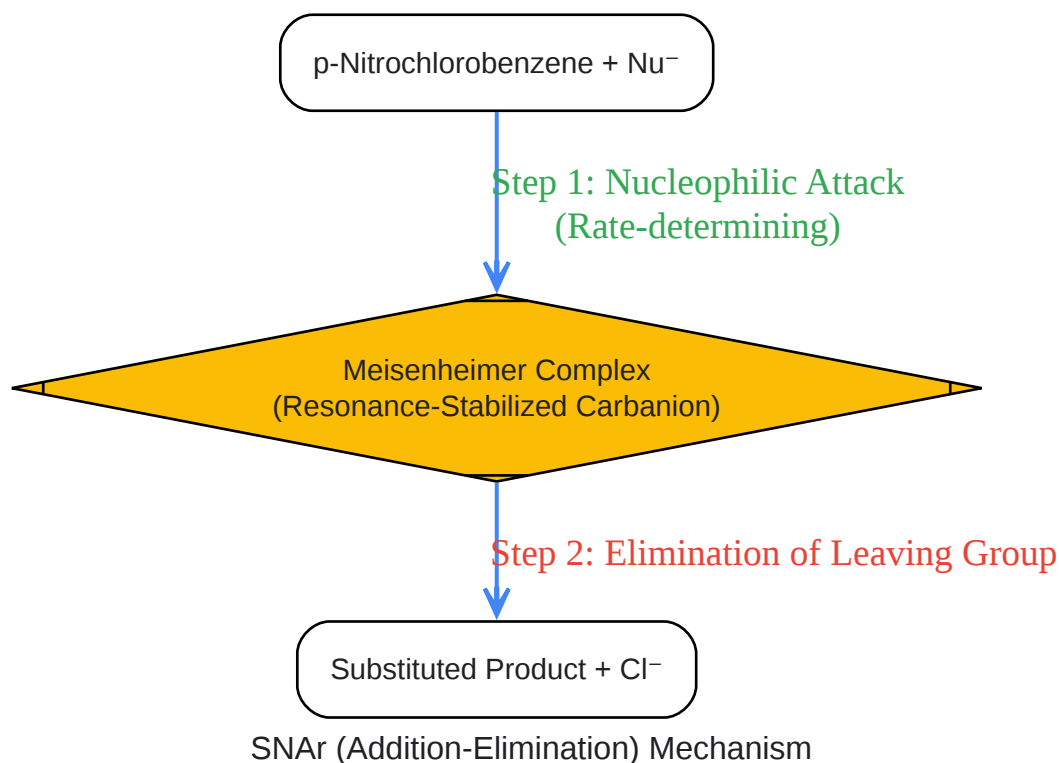 p-Nitrochlorobenzene + Nu⁻
Step 1: Nucleophilic Attack
(Rate-determining)
Meisenheimer Complex
(Resonance-Stabilized Carbanion)
Step 2: Elimination of Leaving Group
Substituted Product + Cl⁻
SNAr (Addition-Elimination) Mechanism